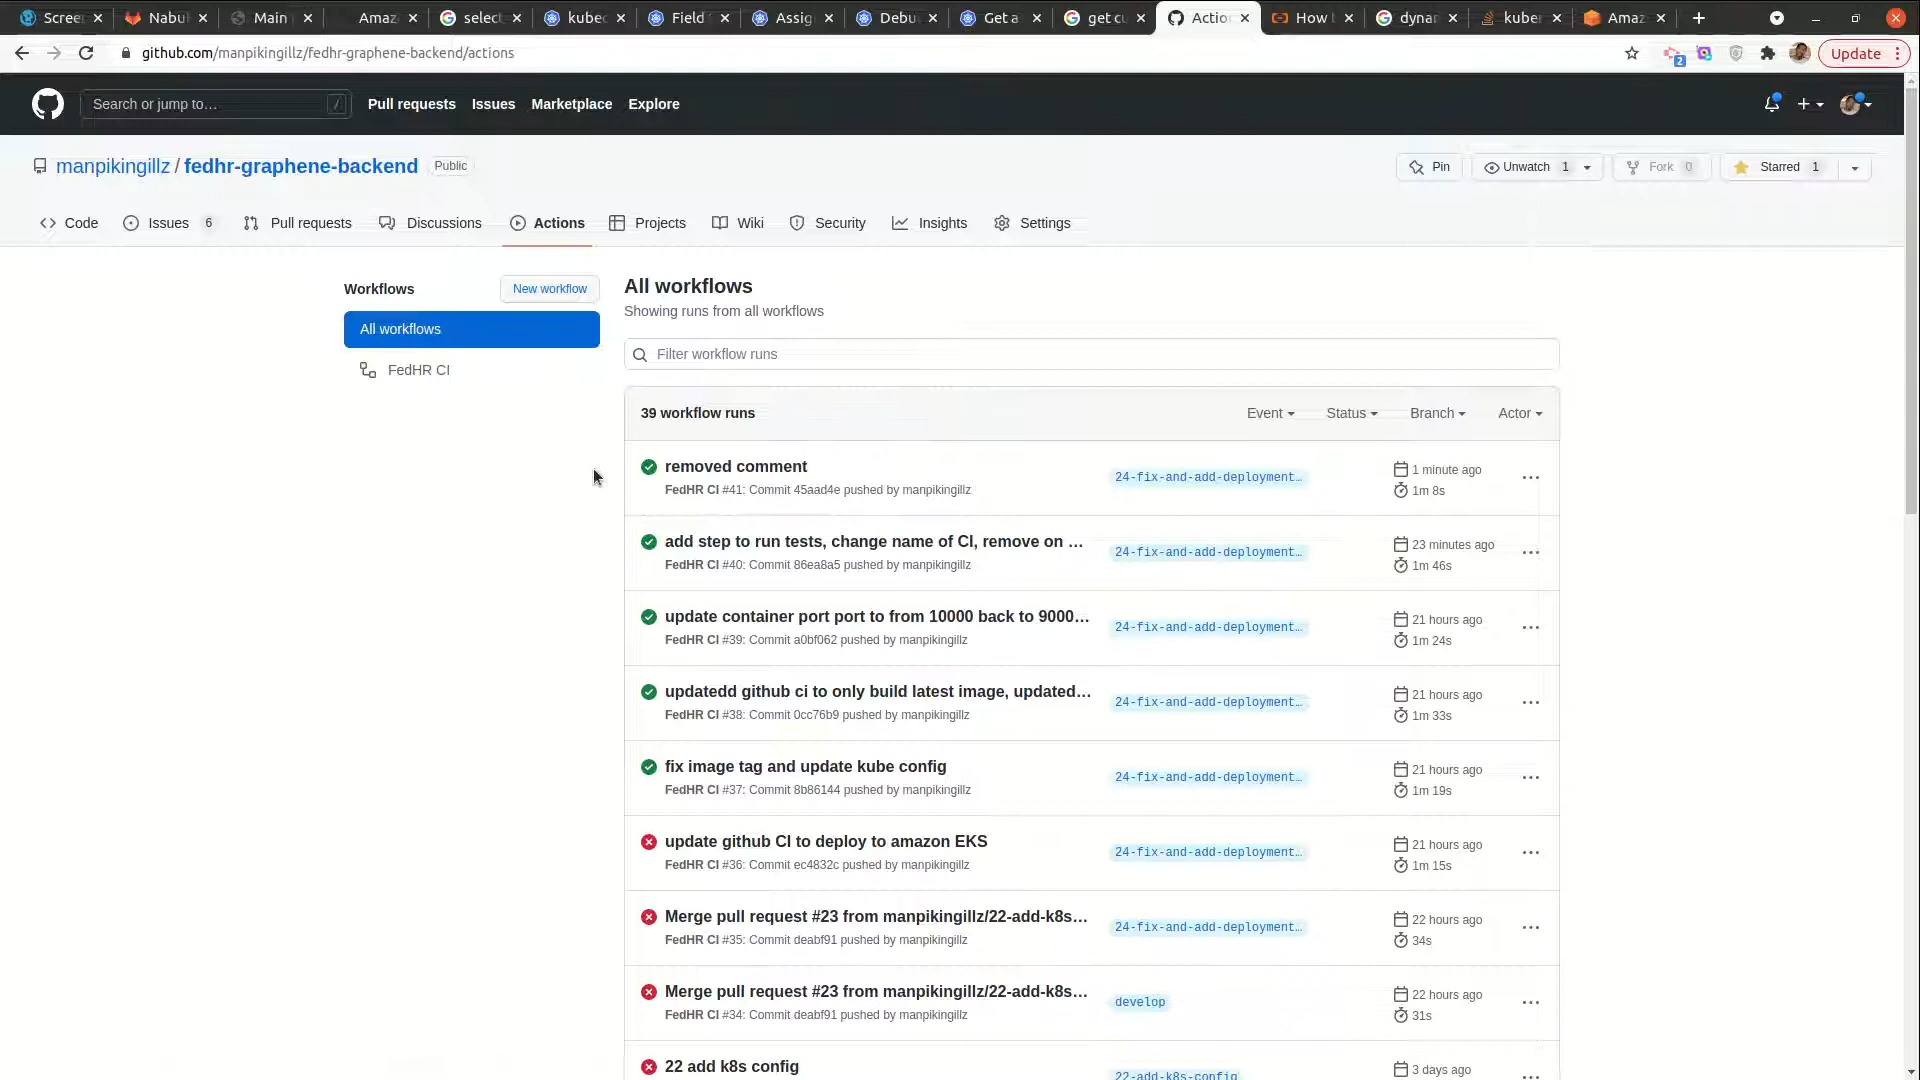 Scree
Nabu
Main
Amaz
select
kubec
Field
Assig
Debu
Get a
get cu
Actio
How
dynar
kuber
Amaz
github.com/manpikingillz/fedhr-graphene-backend/actions
2
Update
Search or jump to…
/
Pull requests
Issues
Marketplace
Explore
manpikingillz / fedhr-graphene-backend
Public
Pin
Unwatch 1
Fork 0
Starred 1
Code
Issues 6
Pull requests
Discussions
Actions
Projects
Wiki
Security
Insights
Settings
Workflows
New workflow
All workflows
FedHR CI
All workflows
Showing runs from all workflows
Filter workflow runs
39 workflow runs
Event
Status
Branch
Actor
removed comment
FedHR CI #41: Commit 45aad4e pushed by manpikingillz
24-fix-and-add-deployment…
1 minute ago
1m 8s
add step to run tests, change name of CI, remove on …
FedHR CI #40: Commit 86ea8a5 pushed by manpikingillz
24-fix-and-add-deployment…
23 minutes ago
1m 46s
update container port port to from 10000 back to 9000…
FedHR CI #39: Commit a0bf062 pushed by manpikingillz
24-fix-and-add-deployment…
21 hours ago
1m 24s
updatedd github ci to only build latest image, updated…
FedHR CI #38: Commit 0cc76b9 pushed by manpikingillz
24-fix-and-add-deployment…
21 hours ago
1m 33s
fix image tag and update kube config
FedHR CI #37: Commit 8b86144 pushed by manpikingillz
24-fix-and-add-deployment…
21 hours ago
1m 19s
update github CI to deploy to amazon EKS
FedHR CI #36: Commit ec4832c pushed by manpikingillz
24-fix-and-add-deployment…
21 hours ago
1m 15s
Merge pull request #23 from manpikingillz/22-add-k8s…
FedHR CI #35: Commit deabf91 pushed by manpikingillz
24-fix-and-add-deployment…
22 hours ago
34s
Merge pull request #23 from manpikingillz/22-add-k8s…
FedHR CI #34: Commit deabf91 pushed by manpikingillz
develop
22 hours ago
31s
22 add k8s config
22-add-k8s-config
3 days ago